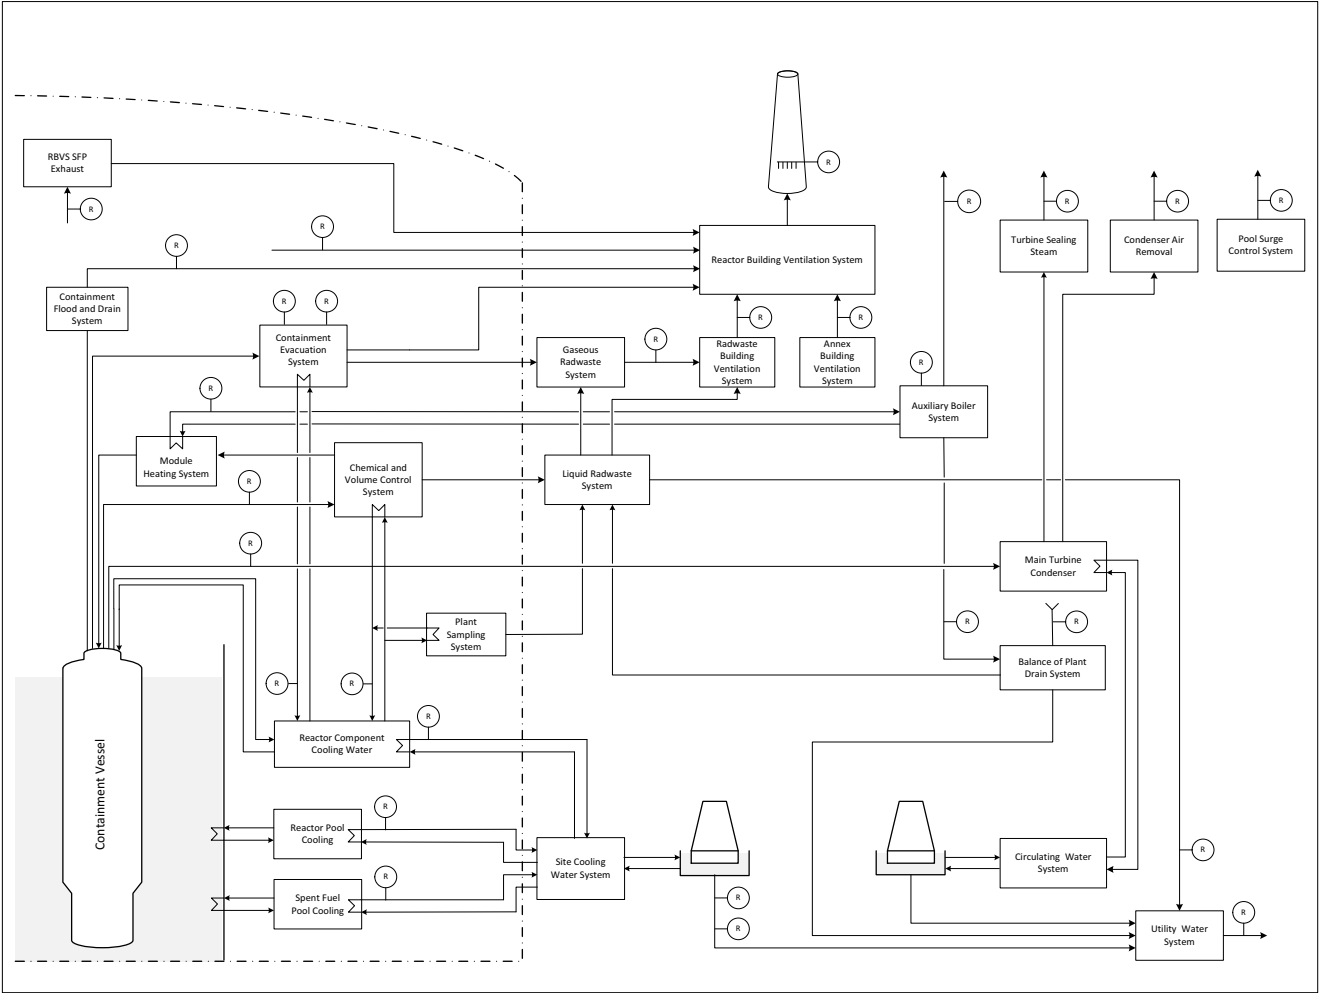 R
RBVS SFP
Exhaust
R
R
R
R
R
R
Turbine Sealing
Steam
Condenser Air
Removal
Pool Surge
Control System
Reactor Building Ventilation System
R
Containment
Flood and Drain
System
R
R
R
R
Containment
Evacuation
System
Gaseous
Radwaste
System
R
Radwaste
Building
Ventilation
System
Annex
Building
Ventilation
System
R
Auxiliary Boiler
System
R
Module
Heating System
Chemical and
Volume Control
System
Liquid Radwaste
System
R
R
Main Turbine
Condenser
Plant
Sampling
System
R
R
Balance of Plant
Drain System
R
R
R
Reactor Component
Cooling Water
Containment Vessel
R
Reactor Pool
Cooling
R
Spent Fuel
Pool Cooling
Site Cooling
Water System
R
R
Circulating Water
System
R
R
Utility Water
System